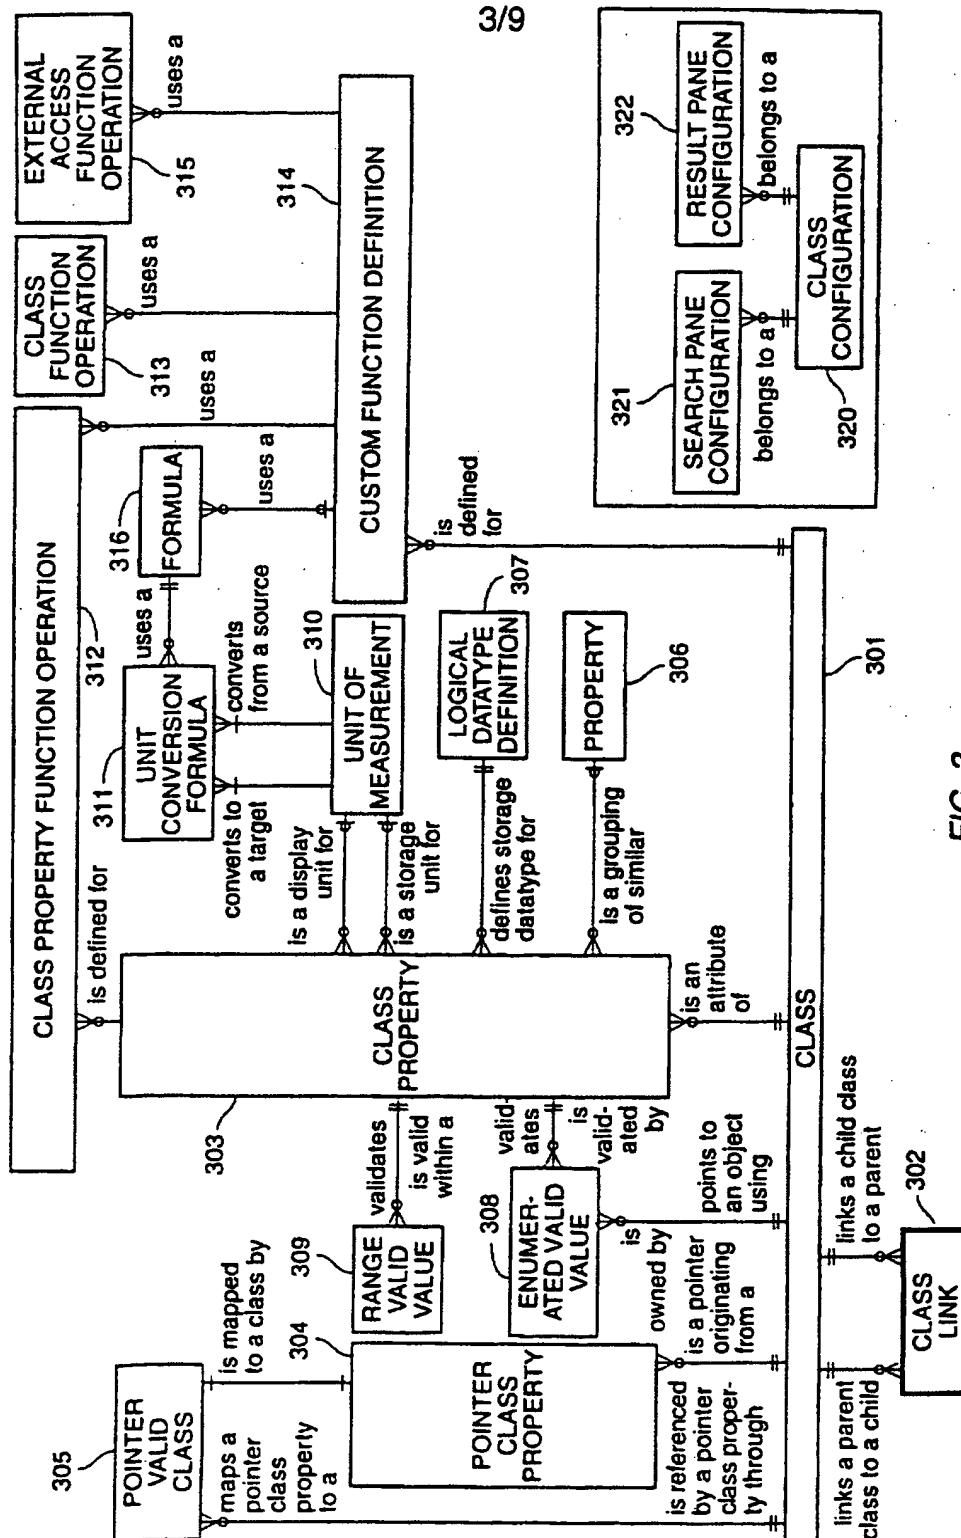 3/9
EXTERNAL
ACCESS
FUNCTION
OPERATION
315
uses a
CLASS
FUNCTION
OPERATION
313
uses a
CLASS PROPERTY FUNCTION OPERATION
312
uses a
is defined for
316
FORMULA
uses a
uses a
UNIT
CONVERSION
FORMULA
311
converts to
a target
converts
from a source
CUSTOM FUNCTION DEFINITION
314
is
defined
for
UNIT OF
MEASUREMENT
310
is a display
unit for
is a storage
unit for
LOGICAL
DATATYPE
DEFINITION
307
defines storage
datatype for
PROPERTY
306
is a grouping
of similar
CLASS
PROPERTY
303
is an
attribute
of
validates
is valid
within a
RANGE
VALID
VALUE
309
valid-
ates
is
valid-
ated
by
ENUMER-
ATED VALID
VALUE
308
is
owned by
points to
an object
using
POINTER
VALID
CLASS
305
is mapped
to a class by
maps a
pointer
class
property
to a
POINTER
CLASS
PROPERTY
304
is a pointer
originating
from a
is referenced
by a pointer
class proper-
ty through
CLASS
301
links a parent
class to a child
links a child class
to a parent
CLASS
LINK
302
SEARCH PANE
CONFIGURATION
321
belongs to a
RESULT PANE
CONFIGURATION
322
belongs to a
CLASS
CONFIGURATION
320